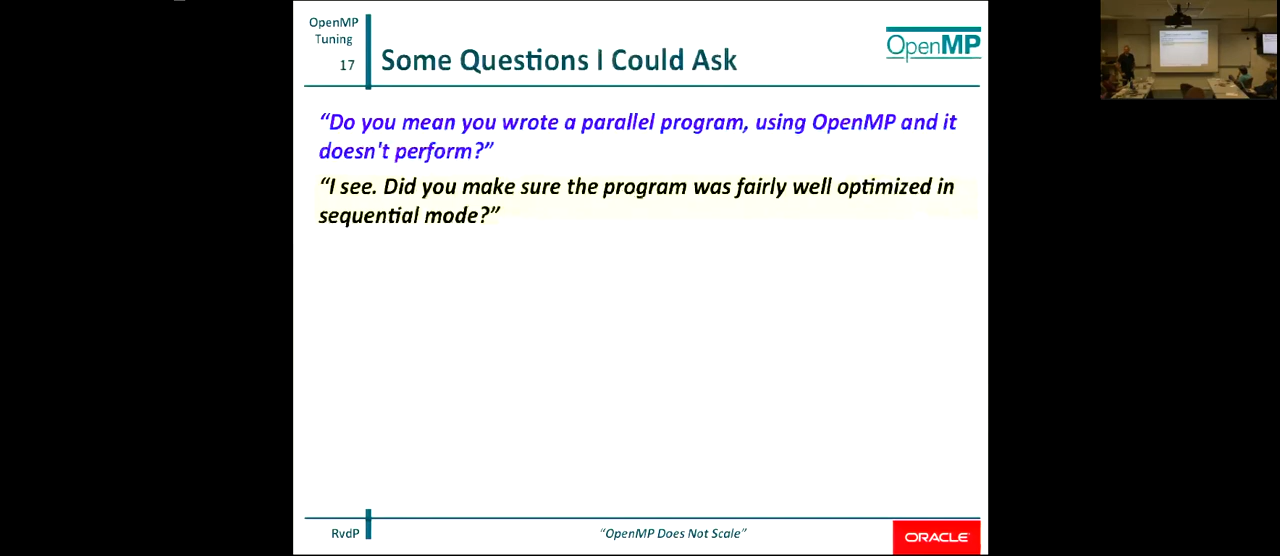 OpenMP
Tuning
17
Some Questions I Could Ask
OpenMP
“Do you mean you wrote a parallel program, using OpenMP and it
doesn't perform?”
“I see. Did you make sure the program was fairly well optimized in
sequential mode?”
RvdP
“OpenMP Does Not Scale”
ORACLE